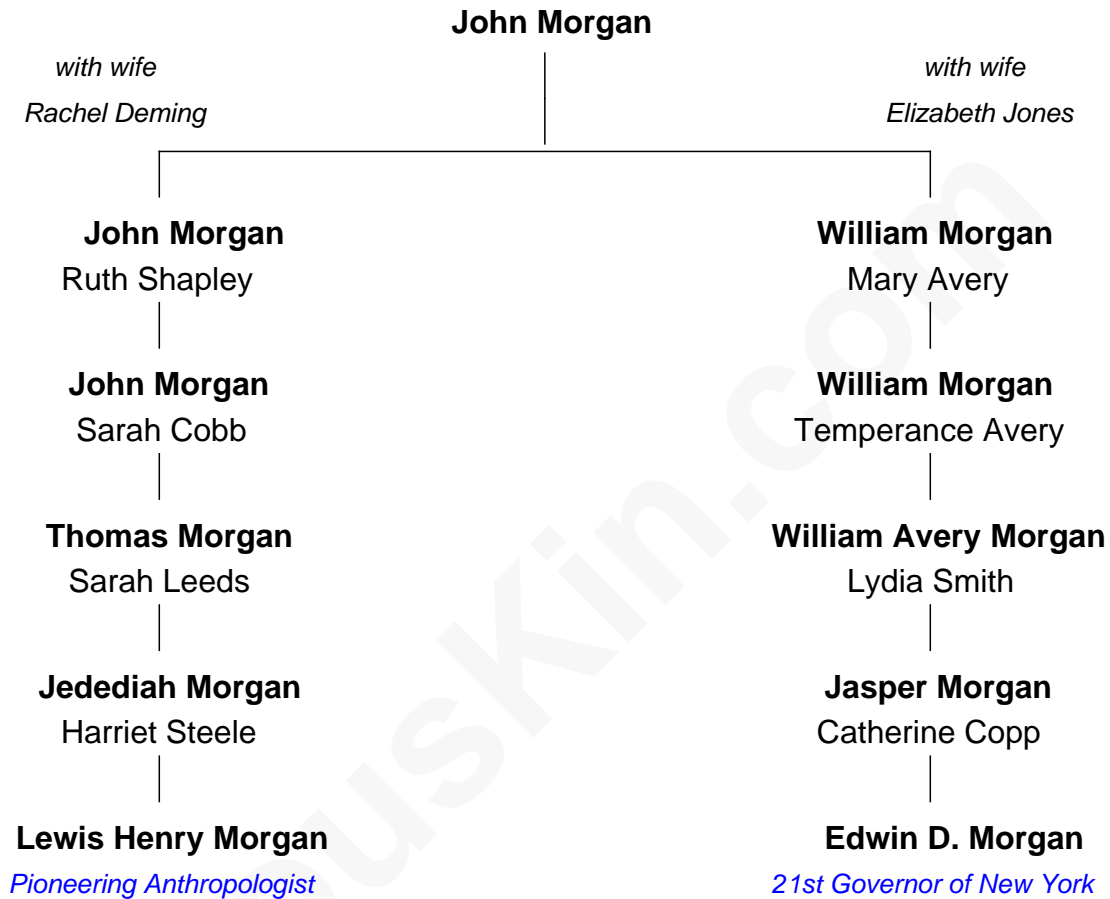 John Morgan
with wife
Rachel Deming
with wife
Elizabeth Jones
John Morgan
Ruth Shapley
William Morgan
Mary Avery
John Morgan
Sarah Cobb
William Morgan
Temperance Avery
Thomas Morgan
Sarah Leeds
William Avery Morgan
Lydia Smith
Jedediah Morgan
Harriet Steele
Jasper Morgan
Catherine Copp
Lewis Henry Morgan
Pioneering Anthropologist
Edwin D. Morgan
21st Governor of New York
uskin.com